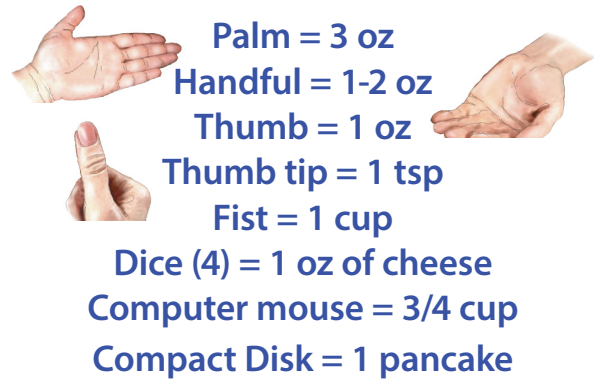 Palm = 3 oz
Handful = 1-2 oz
Thumb = 1 oz
Thumb tip = 1 tsp
Fist = 1 cup
Dice (4) = 1 oz of cheese
Computer mouse = 3/4 cup
Compact Disk = 1 pancake